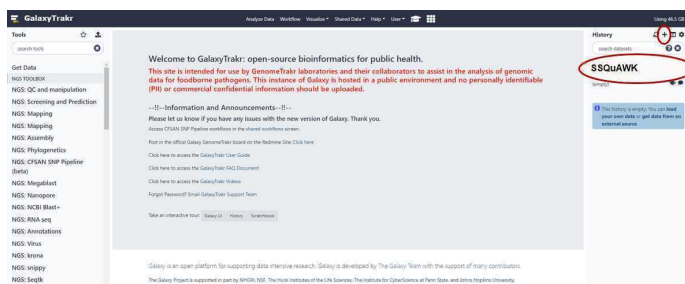 GalaxyTrakr
Analyze Data Workflow Visualize Shared Data Help User Using 46.5 GB
Tools
search tools
Get Data
NGS TOOLBOX
NGS: QC and manipulation
NGS: Screening and Prediction
NGS: Mapping
NGS: Mapping
NGS: Assembly
NGS: Phylogenetics
NGS: CFSAN SNP Pipeline
(beta)
NGS: Megablast
NGS: Nanopore
NGS: NCBI Blast+
NGS: RNA seq
NGS: Annotations
NGS: Virus
NGS: krona
NGS: snippy
NGS: Seqtk
Welcome to GalaxyTrakr: open-source bioinformatics for public health.
This site is intended for use by GenomeTrakr laboratories and their collaborators to assist in the analysis of genomic
data for foodborne pathogens. This instance of Galaxy is hosted in a public environment and no personally identifiable
(PII) or commercial confidential information should be uploaded.
--!!--Information and Announcements--!!--
Please let us know if you have any issues with the new version of Galaxy. Thank you.
Access CFSAN SNP Pipeline workflows in the shared workflows screen.
Post in the offical Galaxy GenomeTrakr board on the Redmine Site: Click here
Click here to access the GalaxyTrakr User Guide
Click here to access the GalaxyTrakr FAQ Document
Click here to access the GalaxyTrakr Videos
Forgot Password? Email GalaxyTrakr Support Team
Take an interactive tour: Galaxy UI History Scratchbook
Galaxy is an open platform for supporting data intensive research. Galaxy is developed by The Galaxy Team with the support of many contributors.
The Galaxy Project is supported in part by NHGRI, NSF, The Huck Institutes of the Life Sciences, The Institute for CyberScience at Penn State, and Johns Hopkins University.
History
search datasets
SSQuAWK
(empty)
This history is empty. You can load
your own data or get data from an
external source